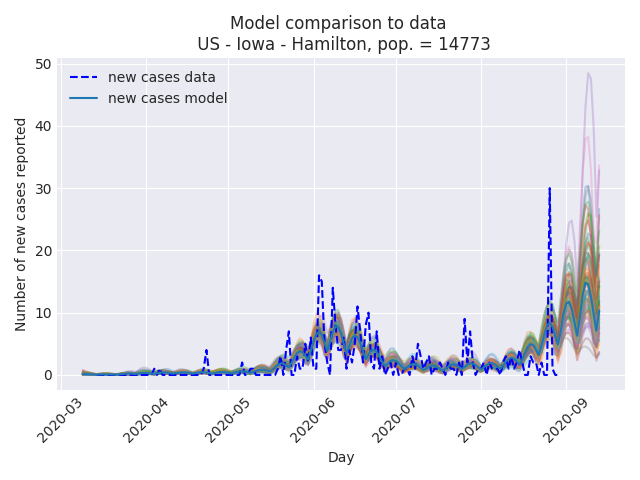 Model comparison to data
US - Iowa - Hamilton, pop. = 14773
new cases data
new cases model
Number of new cases reported
50
40
30
20
10
0
2020-03
2020-04
2020-05
2020-06
2020-07
2020-08
2020-09
Day